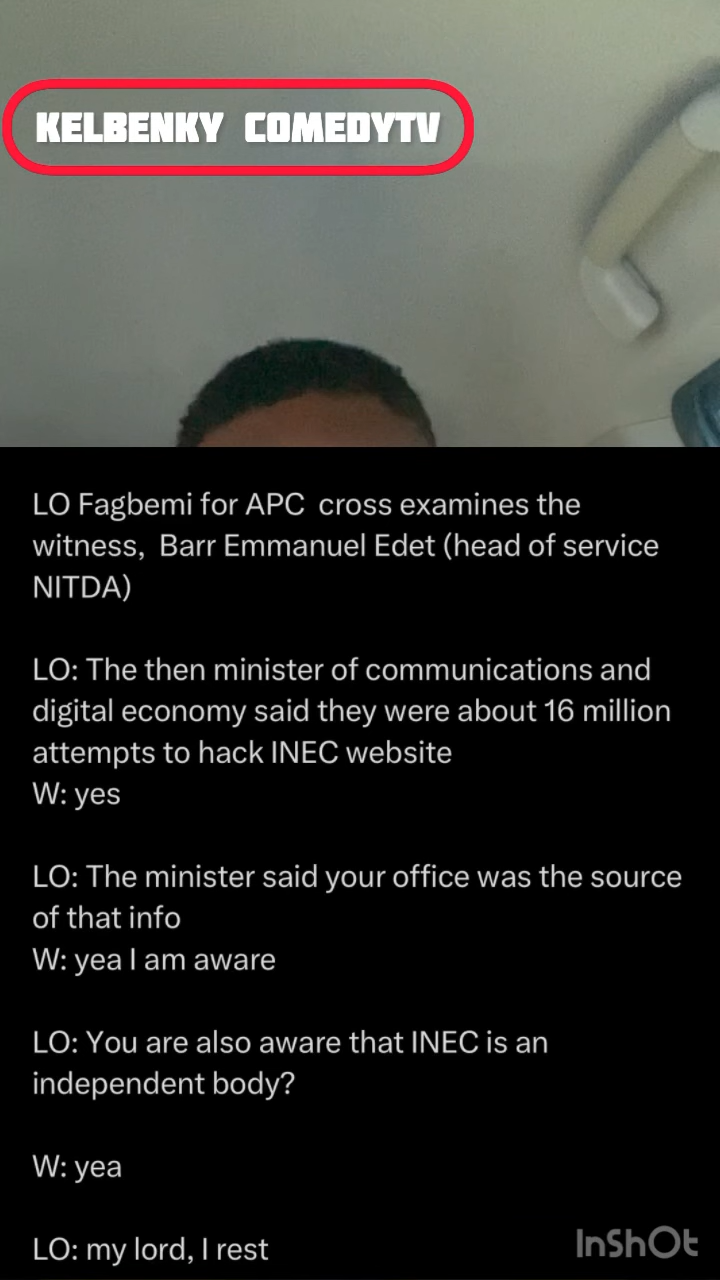 KELBENKY COMEDYTV
LO Fagbemi for APC cross examines the
witness, Barr Emmanuel Edet (head of service
NITDA)
LO: The then minister of communications and
digital economy said they were about 16 million
attempts to hack INEC website
W: yes
LO: The minister said your office was the source
of that info
W: yea I am aware
LO: You are also aware that INEC is an
independent body?
W: yea
LO: my lord, I rest
InShOt